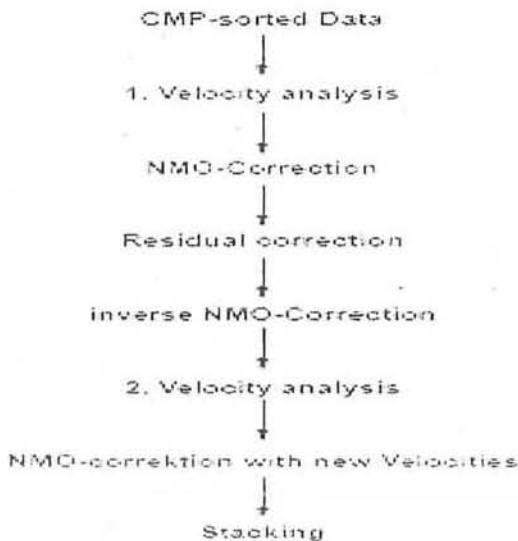 CMP-sorted Data
1. Velocity analysis
NMO-Correction
Residual correction
inverse NMO-Correction
2. Velocity analysis
NMO-correktion with new Velocities
Stacking